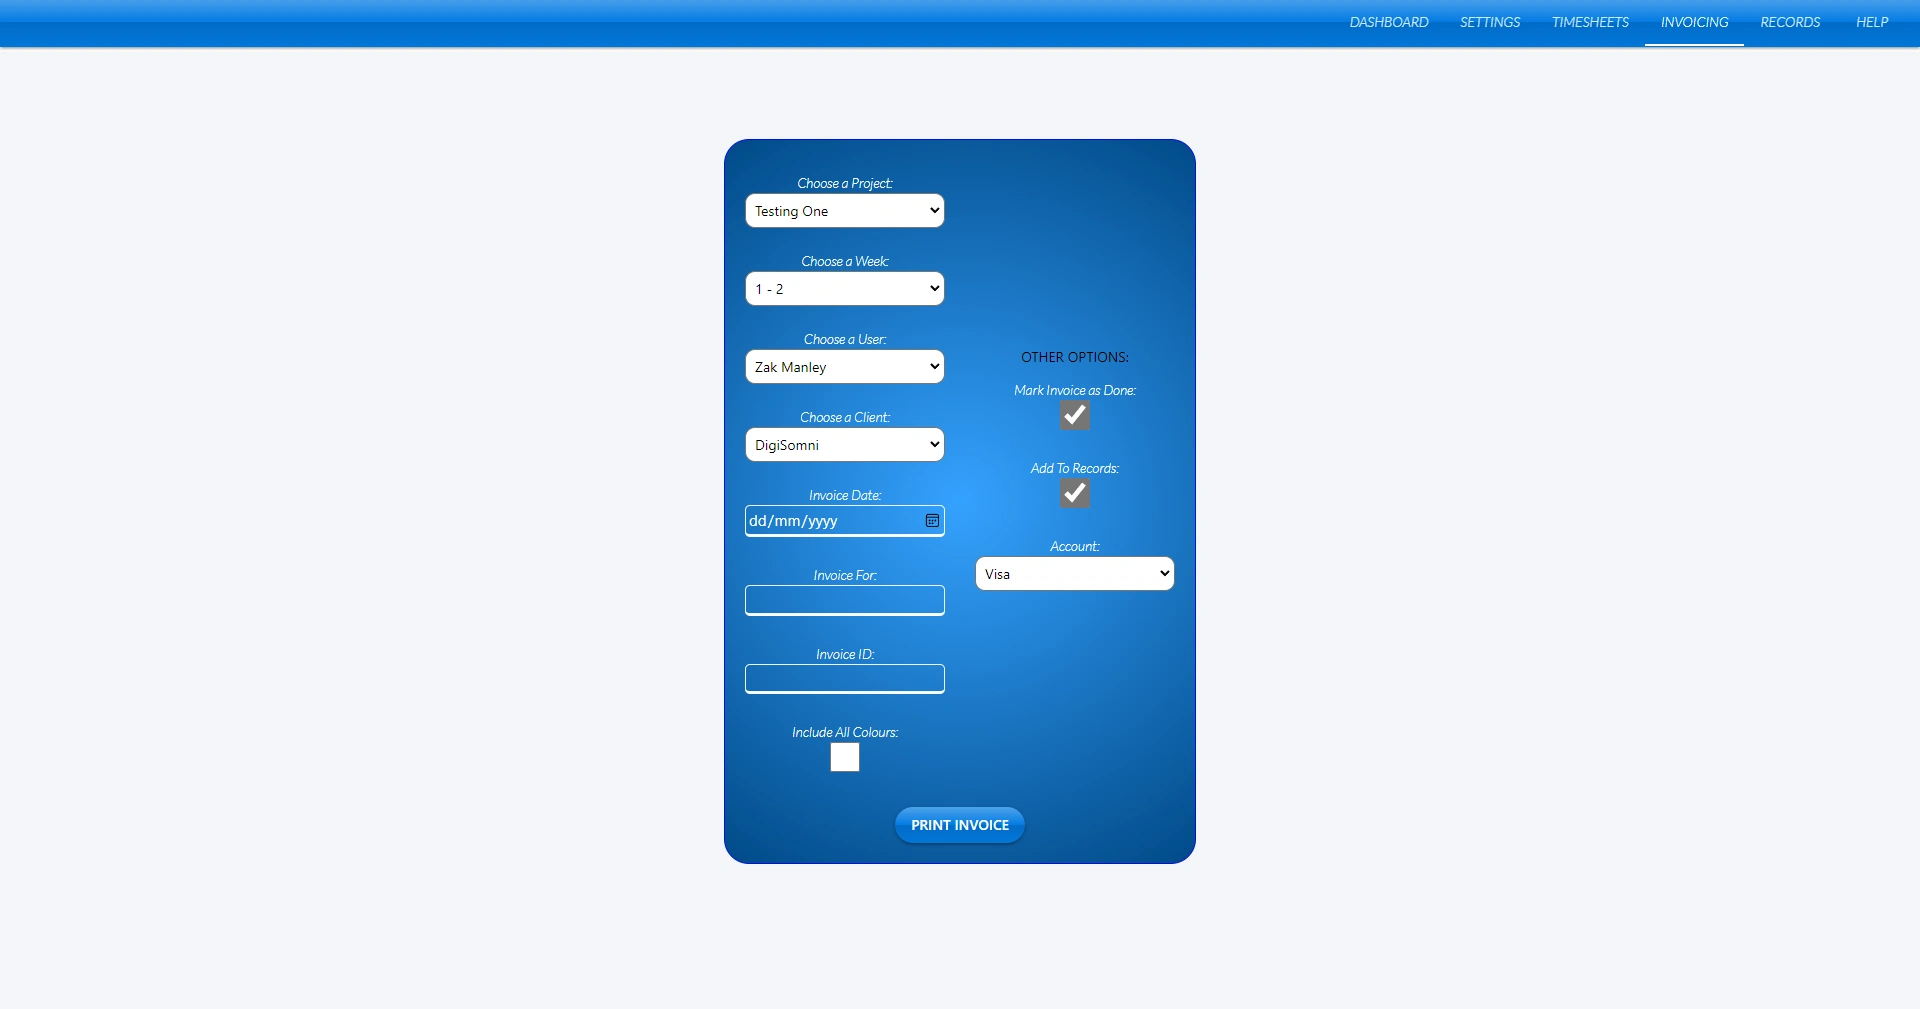 DASHBOARD SETTINGS TIMESHEETS INVOICING RECORDS HELP
Choose a Project:
Testing One
Choose a Week:
1 - 2
Choose a User:
Zak Manley
Choose a Client:
DigiSomni
Invoice Date:
dd/mm/yyyy
Invoice For:
Invoice ID:
Include All Colours:
OTHER OPTIONS:
Mark Invoice as Done:
Add To Records:
Account:
Visa
PRINT INVOICE